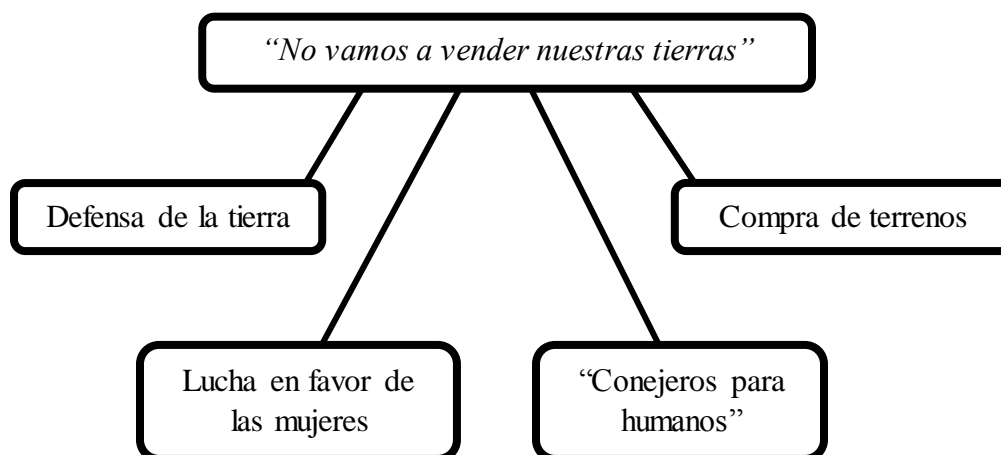 “No vamos a vender nuestras tierras”
Defensa de la tierra
Compra de terrenos
Lucha en favor de
las mujeres
“Conejeros para
humanos”